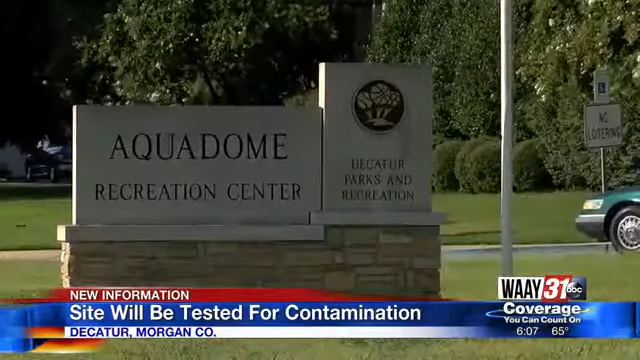 AQUADOME
RECREATION CENTER
DECATUR
PARKS AND
RECREATION
NO
LOITERING
NEW INFORMATION
Site Will Be Tested For Contamination
DECATUR, MORGAN CO.
WAAY 31 abc
Coverage
You Can Count On
6:07 65°